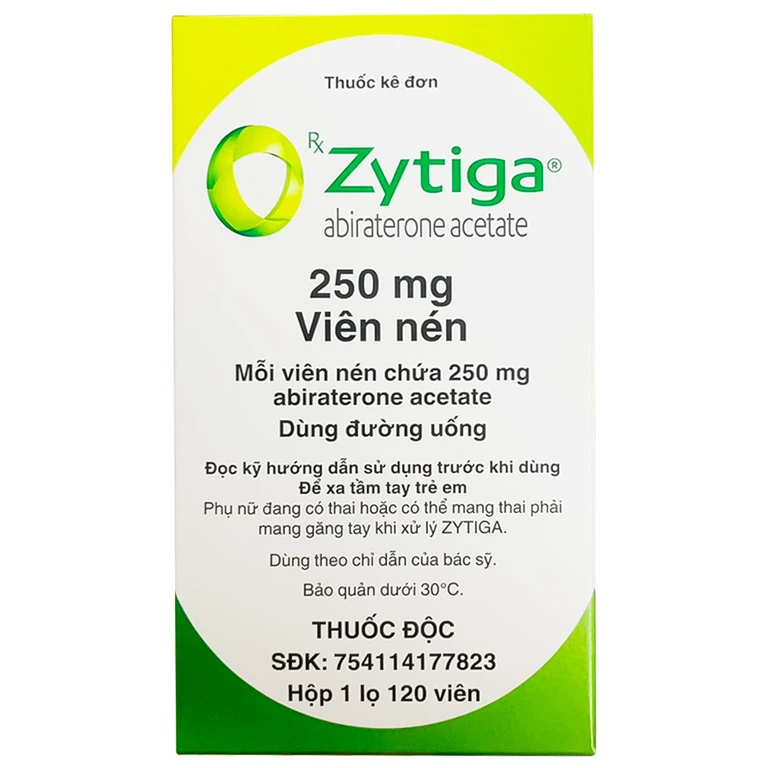 Thuốc kê đơn
Rx Zytiga®
abiraterone acetate
250 mg
Viên nén
Mỗi viên nén chứa 250 mg
abiraterone acetate
Dùng đường uống
Đọc kỹ hướng dẫn sử dụng trước khi dùng
Để xa tầm tay trẻ em
Phụ nữ đang có thai hoặc có thể mang thai phải
mang găng tay khi xử lý ZYTIGA.
Dùng theo chỉ dẫn của bác sỹ.
Bảo quản dưới 30°C.
THUỐC ĐỘC
SĐK: 754114177823
Hộp 1 lọ 120 viên